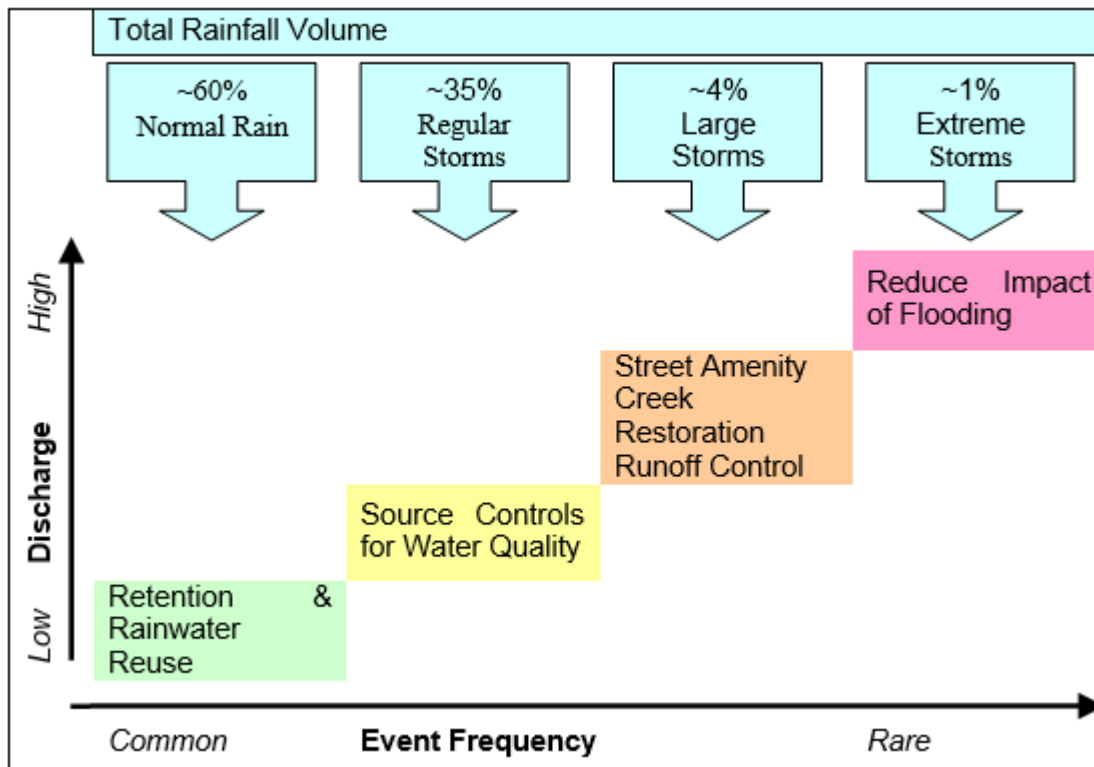 Total Rainfall Volume
~60%
Normal Rain
~35%
Regular
Storms
~4%
Large
Storms
~1%
Extreme
Storms
High
Discharge
Low
Reduce Impact
of Flooding
Street Amenity
Creek
Restoration
Runoff Control
Source Controls
for Water Quality
Retention &
Rainwater
Reuse
Common
Event Frequency
Rare